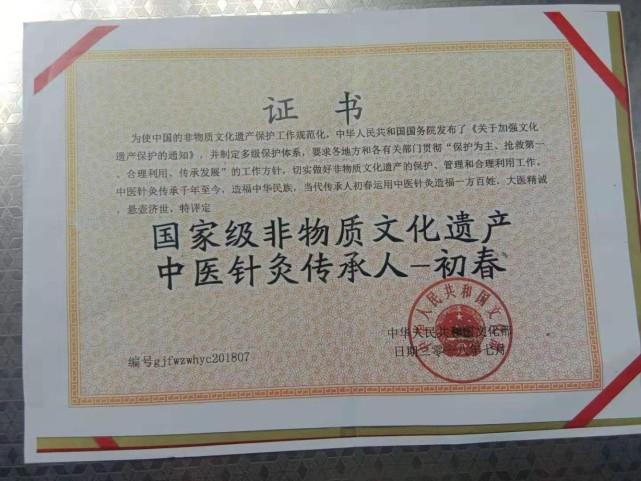 证书
为使中国的非物质文化遗产保护工作规范化，中华人民共和国国务院发布了《关于加强文化
遗产保护的通知》，并制定多级保护体系，要求各地方和各有关部门贯彻“保护为主、抢救第一
、合理利用、传承发展”的工作方针，切实做好非物质文化遗产的保护、管理和合理利用工作。
中医针灸传承千年至今、造福中华民族，当代传承人初春运用中医针灸造福一方百姓，大医精诚
，悬壶济世，特评定
国家级非物质文化遗产
中医针灸传承人-初春
中华人民共和国文化部
日期二零一八年七月
编号gjfwzwhyc201807
中华人民共和国文化部